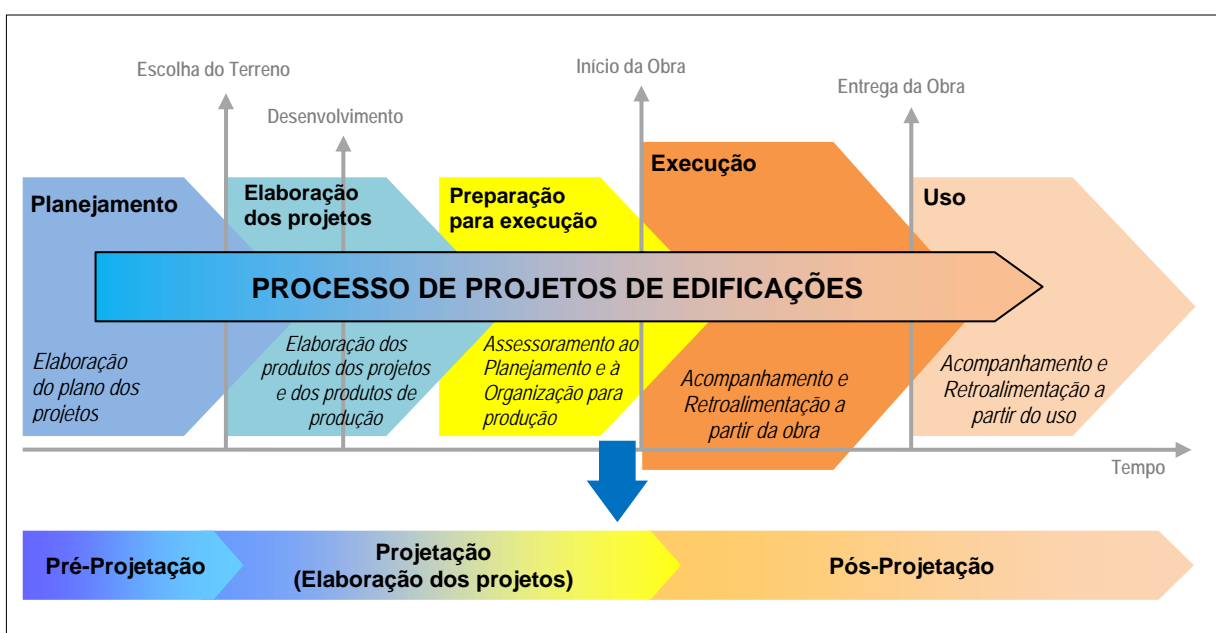 Escolha do Terreno
Desenvolvimento
Início da Obra
Entrega da Obra
Planejamento
Elaboração
dos projetos
Preparação
para execução
Execução
Uso
PROCESSO DE PROJETOS DE EDIFICAÇÕES
Elaboração
do plano dos
projetos
Elaboração dos
produtos dos projetos
e dos produtos de
produção
Assessoramento ao
Planejamento e à
Organização para
produção
Acompanhamento e
Retroalimentação a
partir da obra
Acompanhamento e
Retroalimentação a
partir do uso
Tempo
Pré-Projetação
Projetação
(Elaboração dos projetos)
Pós-Projetação